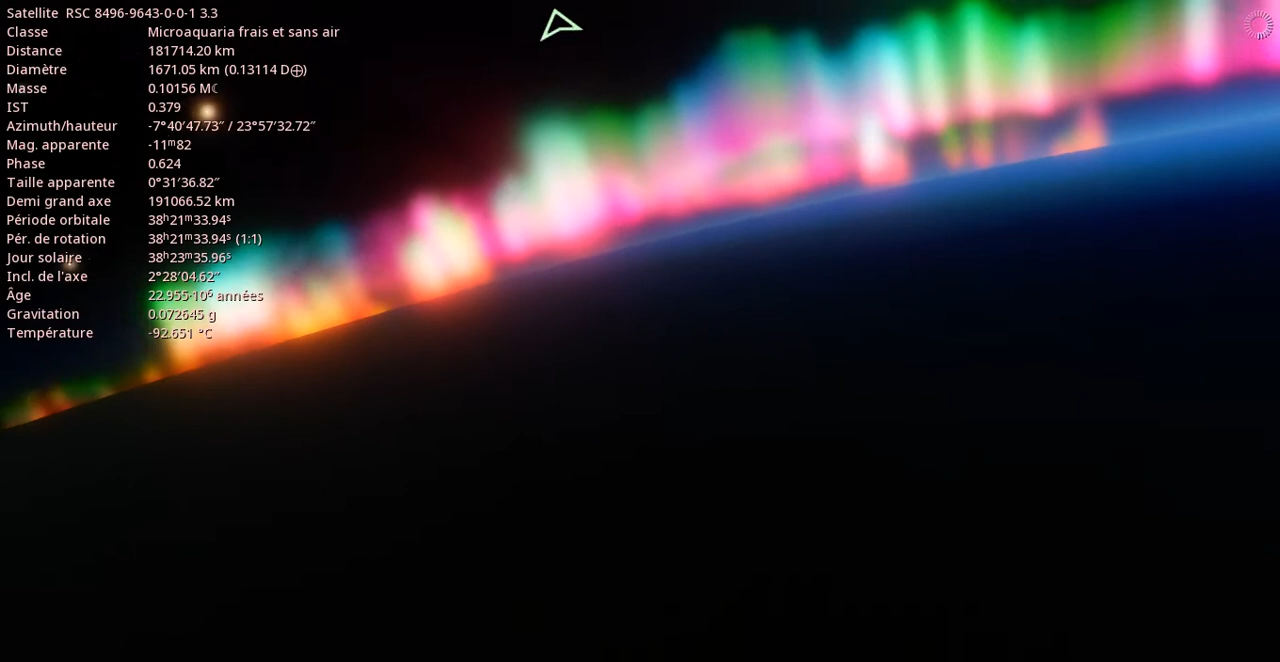 Satellite RSC 8496-9643-0-0-1 3.3
Classe Microaquaria frais et sans air
Distance 181714.20 km
Diamètre 1671.05 km (0.13114 D⊕)
Masse 0.10156 M☾
IST 0.379
Azimuth/hauteur -7°40′47.73″ / 23°57′32.72″
Mag. apparente -11ᵐ82
Phase 0.624
Taille apparente 0°31′36.82″
Demi grand axe 191066.52 km
Période orbitale 38ʰ21ᵐ33.94ˢ
Pér. de rotation 38ʰ21ᵐ33.94ˢ (1:1)
Jour solaire 38ʰ23ᵐ35.96ˢ
Incl. de l'axe 2°28′04.62″
Âge 22.955·10⁶ années
Gravitation 0.072645 g
Température -92.651 °C